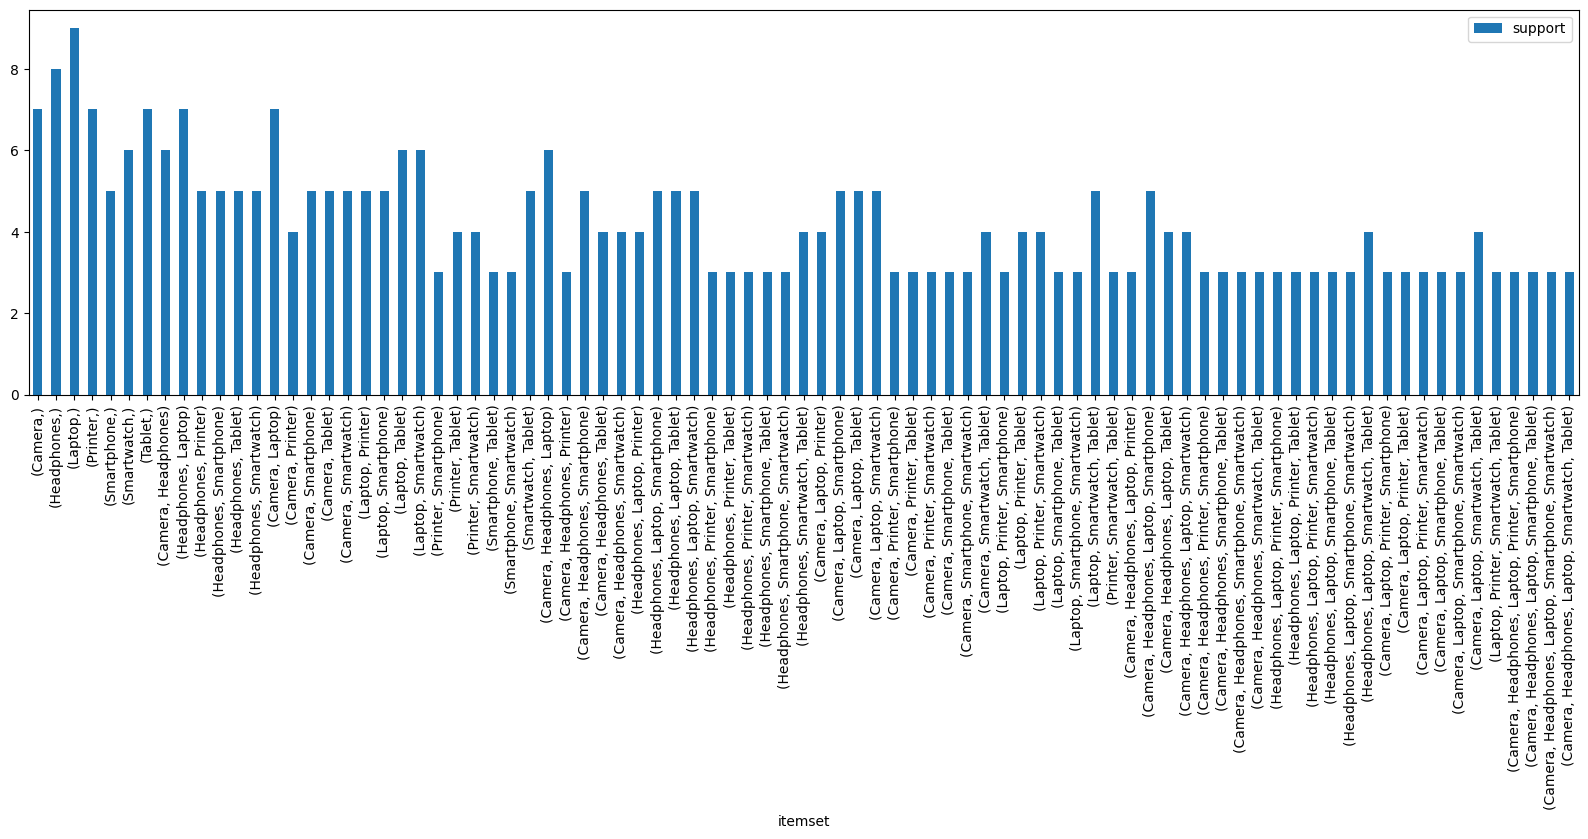 support
8
6
4
2
0
(Camera,)
(Headphones,)
(Laptop,)
(Printer,)
(Smartphone,)
(Smartwatch,)
(Tablet,)
(Camera, Headphones)
(Headphones, Laptop)
(Headphones, Printer)
(Headphones, Smartphone)
(Headphones, Tablet)
(Headphones, Smartwatch)
(Camera, Laptop)
(Camera, Printer)
(Camera, Smartphone)
(Camera, Tablet)
(Camera, Smartwatch)
(Laptop, Printer)
(Laptop, Smartphone)
(Laptop, Tablet)
(Laptop, Smartwatch)
(Printer, Smartphone)
(Printer, Tablet)
(Printer, Smartwatch)
(Smartphone, Tablet)
(Smartphone, Smartwatch)
(Smartwatch, Tablet)
(Camera, Headphones, Laptop)
(Camera, Headphones, Printer)
(Camera, Headphones, Smartphone)
(Camera, Headphones, Tablet)
(Camera, Headphones, Smartwatch)
(Headphones, Laptop, Printer)
(Headphones, Laptop, Smartphone)
(Headphones, Laptop, Tablet)
(Headphones, Laptop, Smartwatch)
(Headphones, Printer, Smartphone)
(Headphones, Printer, Tablet)
(Headphones, Printer, Smartwatch)
(Headphones, Smartphone, Tablet)
(Headphones, Smartphone, Smartwatch)
(Headphones, Smartwatch, Tablet)
(Camera, Laptop, Printer)
(Camera, Laptop, Smartphone)
(Camera, Laptop, Tablet)
(Camera, Laptop, Smartwatch)
(Camera, Printer, Smartphone)
(Camera, Printer, Tablet)
(Camera, Printer, Smartwatch)
(Camera, Smartphone, Tablet)
(Camera, Smartphone, Smartwatch)
(Camera, Smartwatch, Tablet)
(Laptop, Printer, Smartphone)
(Laptop, Printer, Tablet)
(Laptop, Printer, Smartwatch)
(Laptop, Smartphone, Tablet)
(Laptop, Smartphone, Smartwatch)
(Laptop, Smartwatch, Tablet)
(Printer, Smartwatch, Tablet)
(Camera, Headphones, Laptop, Printer)
(Camera, Headphones, Laptop, Smartphone)
(Camera, Headphones, Laptop, Tablet)
(Camera, Headphones, Laptop, Smartwatch)
(Camera, Headphones, Printer, Smartphone)
(Camera, Headphones, Smartphone, Tablet)
(Camera, Headphones, Smartphone, Smartwatch)
(Camera, Headphones, Smartwatch, Tablet)
(Headphones, Laptop, Printer, Smartphone)
(Headphones, Laptop, Printer, Tablet)
(Headphones, Laptop, Printer, Smartwatch)
(Headphones, Laptop, Smartphone, Tablet)
(Headphones, Laptop, Smartphone, Smartwatch)
(Headphones, Laptop, Smartwatch, Tablet)
(Camera, Laptop, Printer, Smartphone)
(Camera, Laptop, Printer, Tablet)
(Camera, Laptop, Printer, Smartwatch)
(Camera, Laptop, Smartphone, Tablet)
(Camera, Laptop, Smartphone, Smartwatch)
(Camera, Laptop, Smartwatch, Tablet)
(Laptop, Printer, Smartwatch, Tablet)
(Camera, Headphones, Laptop, Printer, Smartphone)
(Camera, Headphones, Laptop, Smartphone, Tablet)
(Camera, Headphones, Laptop, Smartphone, Smartwatch)
(Camera, Headphones, Laptop, Smartwatch, Tablet)
itemset